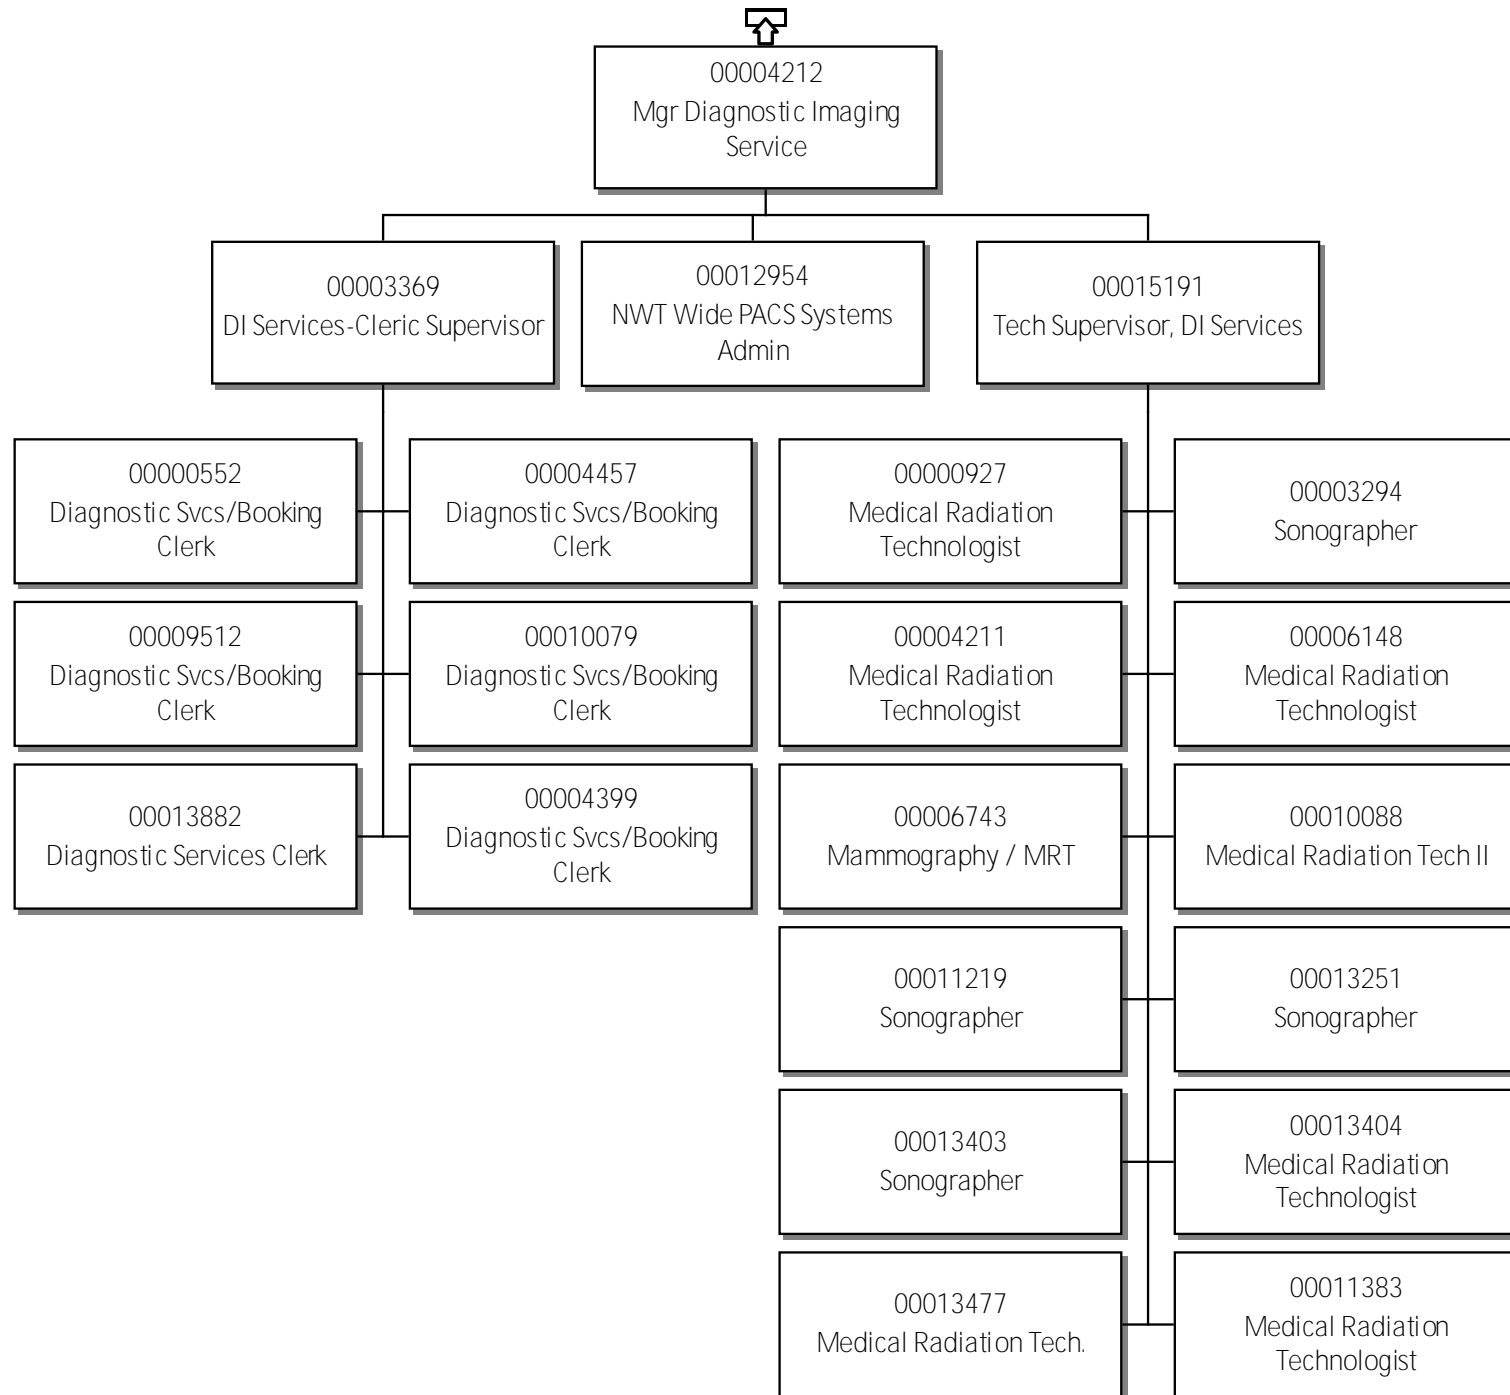 00004212
Mgr Diagnostic Imaging
Service
00003369
DI Services-Cleric Supervisor
00012954
NWT Wide PACS Systems
Admin
00015191
Tech Supervisor, DI Services
00000552
Diagnostic Svcs/Booking
Clerk
00004457
Diagnostic Svcs/Booking
Clerk
00000927
Medical Radiation
Technologist
00003294
Sonographer
00009512
Diagnostic Svcs/Booking
Clerk
00010079
Diagnostic Svcs/Booking
Clerk
00004211
Medical Radiation
Technologist
00006148
Medical Radiation
Technologist
00013882
Diagnostic Services Clerk
00004399
Diagnostic Svcs/Booking
Clerk
00006743
Mammography / MRT
00010088
Medical Radiation Tech II
00011219
Sonographer
00013251
Sonographer
00013403
Sonographer
00013404
Medical Radiation
Technologist
00013477
Medical Radiation Tech.
00011383
Medical Radiation
Technologist